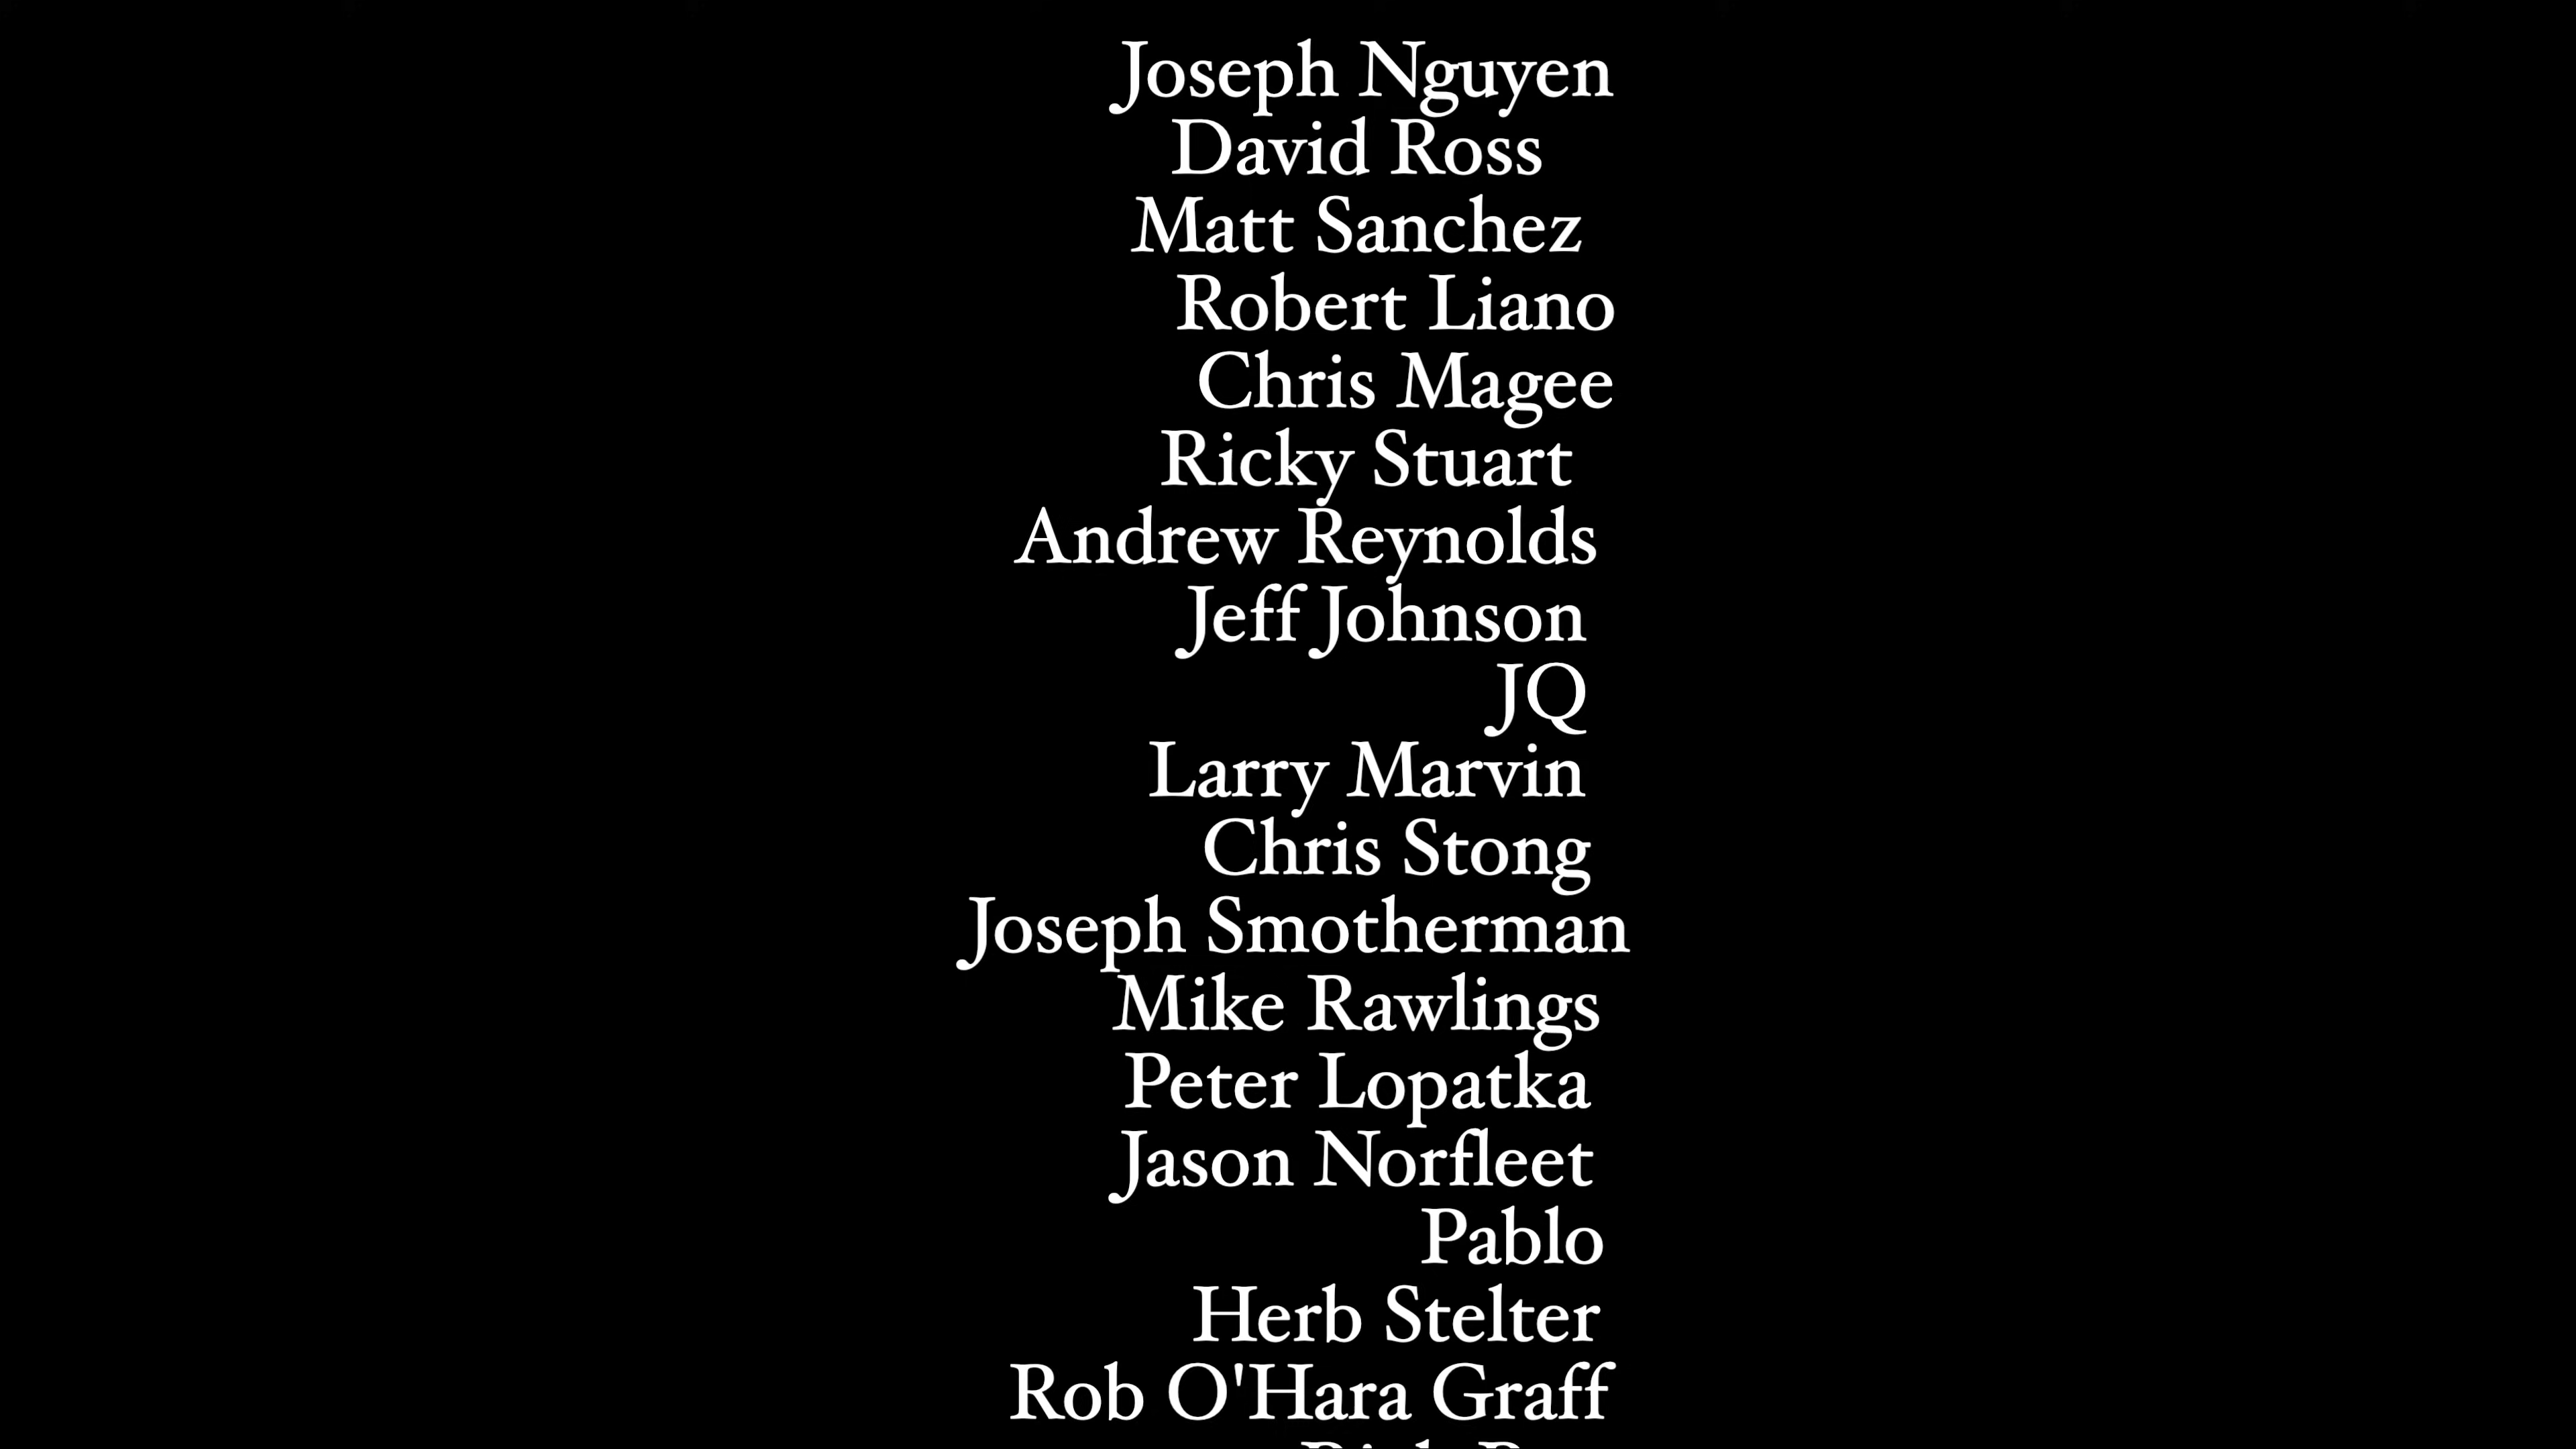 Joseph Nguyen
David Ross
Matt Sanchez
Robert Liano
Chris Magee
Ricky Stuart
Andrew Reynolds
Jeff Johnson
JQ
Larry Marvin
Chris Stong
Joseph Smotherman
Mike Rawlings
Peter Lopatka
Jason Norfleet
Pablo
Herb Stelter
Rob O'Hara Graff